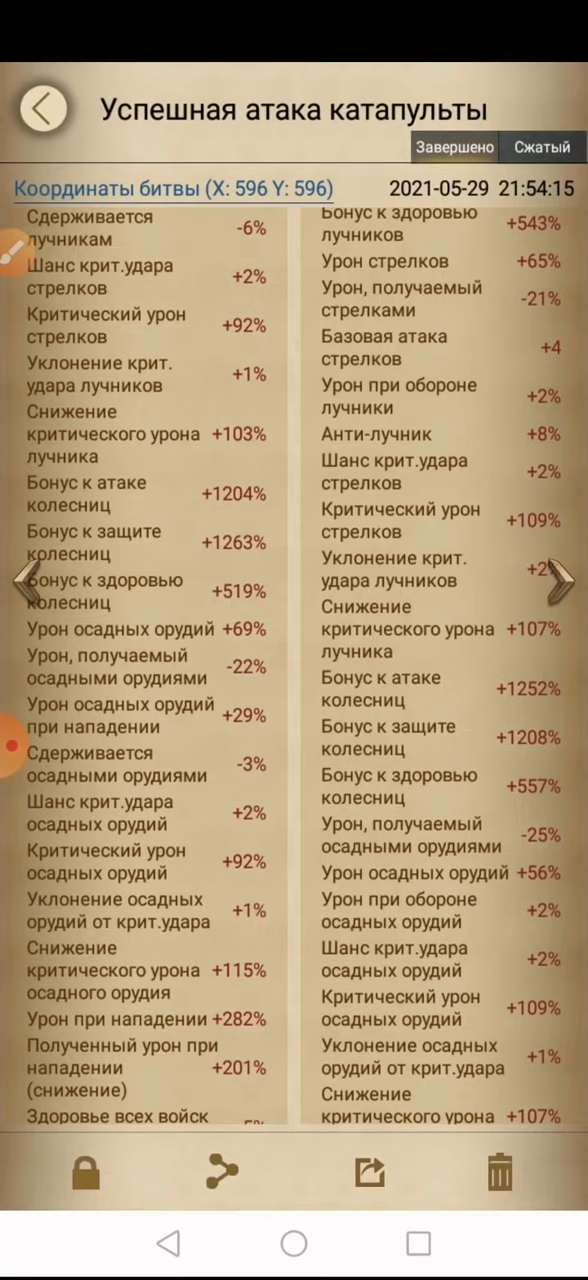 Успешная атака катапульты
Завершено
Сжатый
Координаты битвы (X: 596 Y: 596)
2021-05-29 21:54:15
Сдерживается
лучникам -6%
Шанс крит.удара
стрелков +2%
Критический урон
стрелков +92%
Уклонение крит.
удара лучников +1%
Снижение
критического урона +103%
лучника
Бонус к атаке
колесниц +1204%
Бонус к защите
колесниц +1263%
Бонус к здоровью
колесниц +519%
Урон осадных орудий +69%
Урон, получаемый
осадными орудиями -22%
Урон осадных орудий
при нападении +29%
Сдерживается
осадными орудиями -3%
Шанс крит.удара
осадных орудий +2%
Критический урон
осадных орудий +92%
Уклонение осадных
орудий от крит.удара +1%
Снижение
критического урона +115%
осадного орудия
Урон при нападении +282%
Полученный урон при
нападении +201%
(снижение)
Здоровье всех войск
Бонус к здоровью
лучников +543%
Урон стрелков +65%
Урон, получаемый
стрелками -21%
Базовая атака
стрелков +4
Урон при обороне
лучники +2%
Анти-лучник +8%
Шанс крит.удара
стрелков +2%
Критический урон
стрелков +109%
Уклонение крит.
удара лучников +2
Снижение
критического урона +107%
лучника
Бонус к атаке
колесниц +1252%
Бонус к защите
колесниц +1208%
Бонус к здоровью
колесниц +557%
Урон, получаемый
осадными орудиями -25%
Урон осадных орудий +56%
Урон при обороне
осадных орудий +2%
Шанс крит.удара
осадных орудий +2%
Критический урон
осадных орудий +109%
Уклонение осадных
орудий от крит.удара +1%
Снижение
критического урона +107%